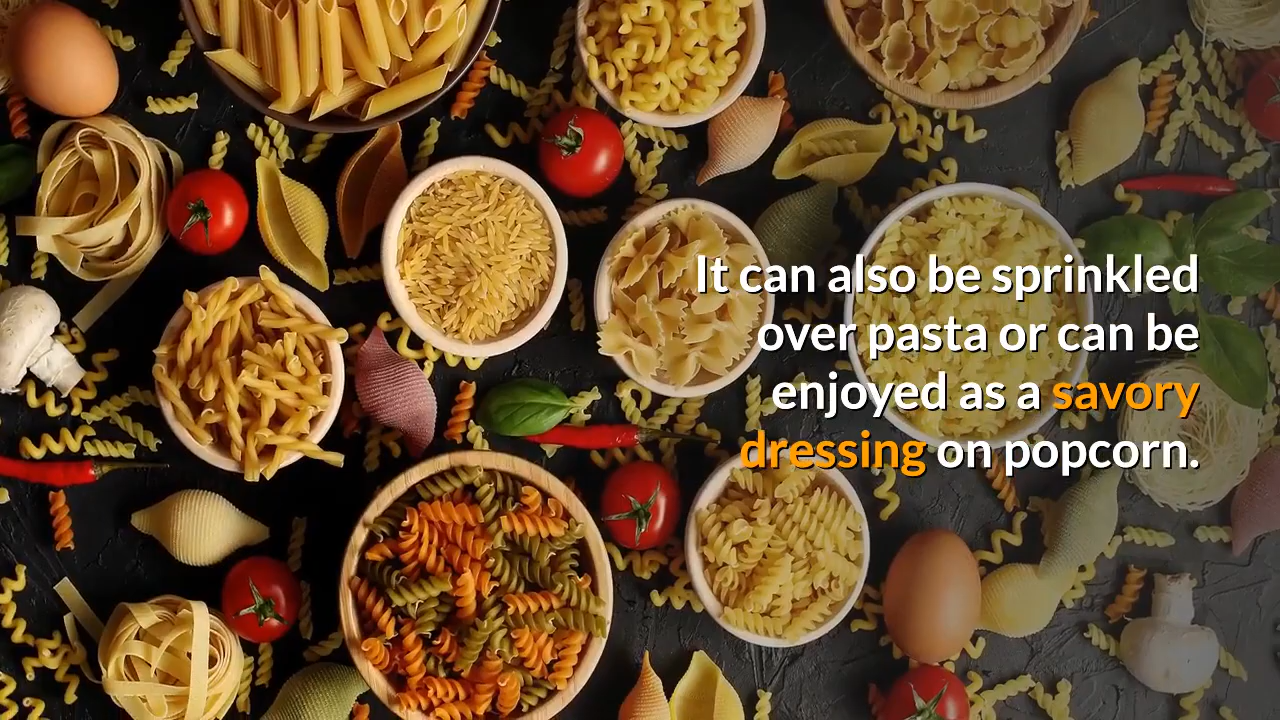 It can also be sprinkled
over pasta or can be
enjoyed as a savory
dressing on popcorn.